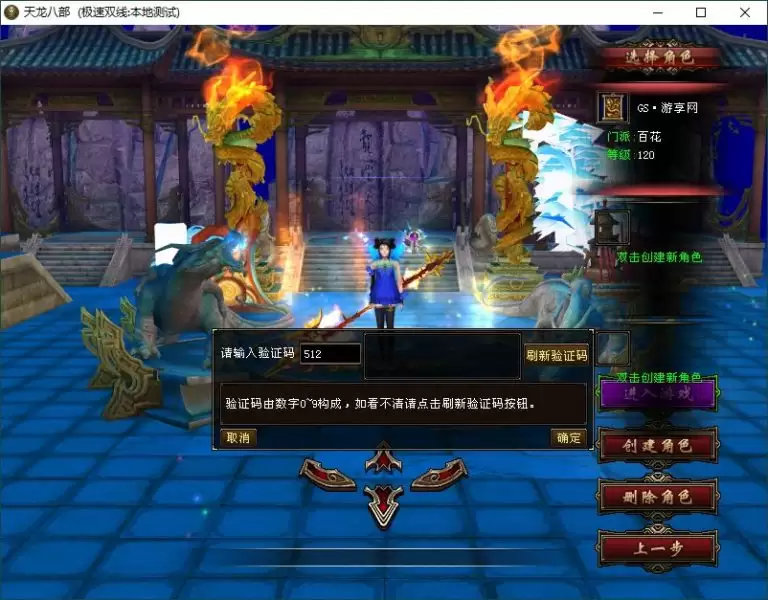 天龙八部 (极速双线:本地测试)
选择角色
GS·游享网
门派:百花
等级:120
双击创建新角色
请输入验证码 512 刷新验证码
双击创建新角色
进入游戏
验证码由数字0~9构成，如看不清请点击刷新验证码按钮。
取消 确定
创建角色
删除角色
上一步